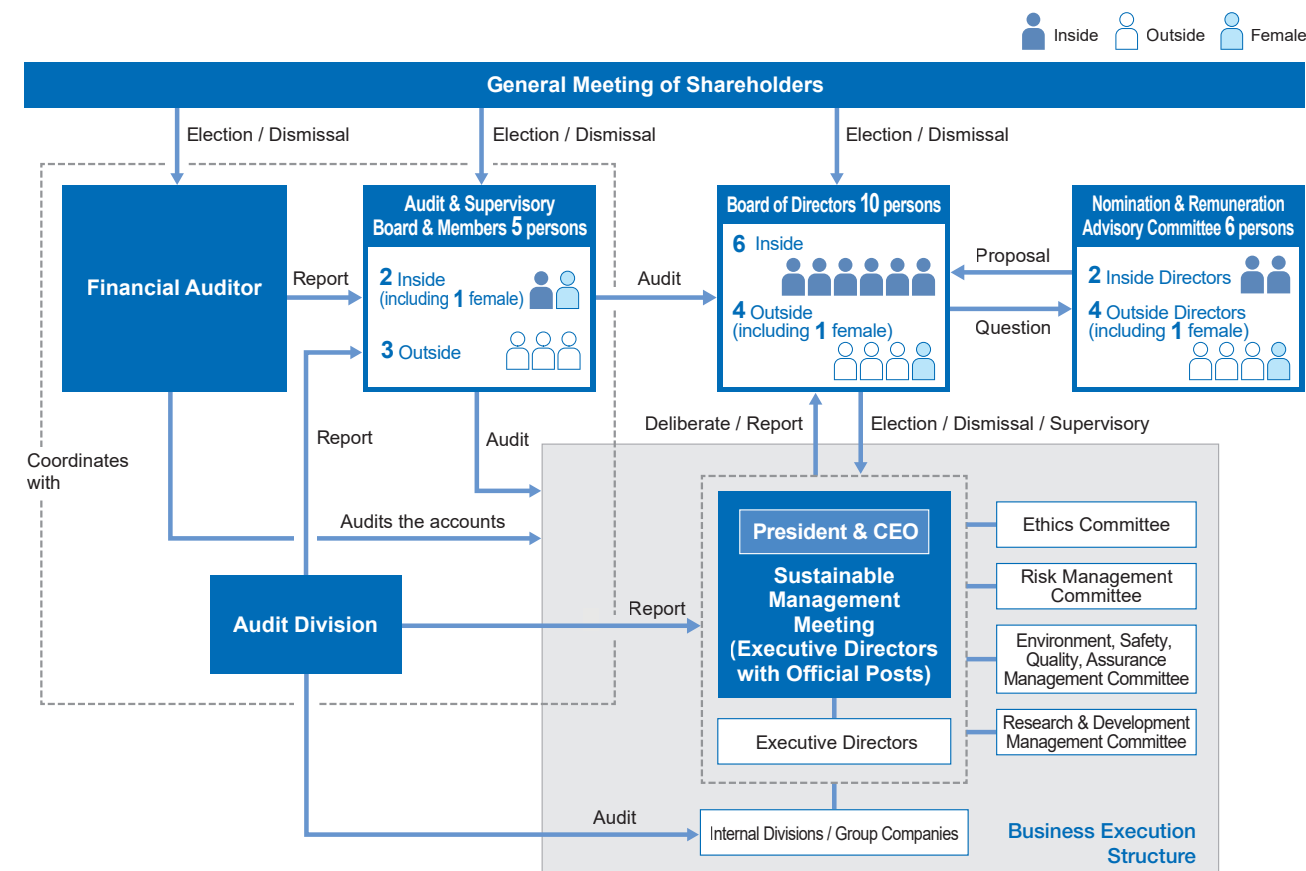 Inside
Outside
Female
General Meeting of Shareholders
Election / Dismissal
Election / Dismissal
Election / Dismissal
Financial Auditor
Report
Audit & Supervisory
Board & Members 5 persons
2 Inside
(including 1 female)
3 Outside
Audit
Board of Directors 10 persons
6 Inside
4 Outside
(including 1 female)
Proposal
Question
Nomination & Remuneration
Advisory Committee 6 persons
2 Inside Directors
4 Outside Directors
(including 1 female)
Deliberate / Report
Election / Dismissal / Supervisory
Coordinates
with
Report
Audit
Audits the accounts
Audit Division
Report
President & CEO
Sustainable
Management
Meeting
(Executive Directors
with Official Posts)
Executive Directors
Ethics Committee
Risk Management
Committee
Environment, Safety,
Quality, Assurance
Management Committee
Research & Development
Management Committee
Audit
Internal Divisions / Group Companies
Business Execution
Structure